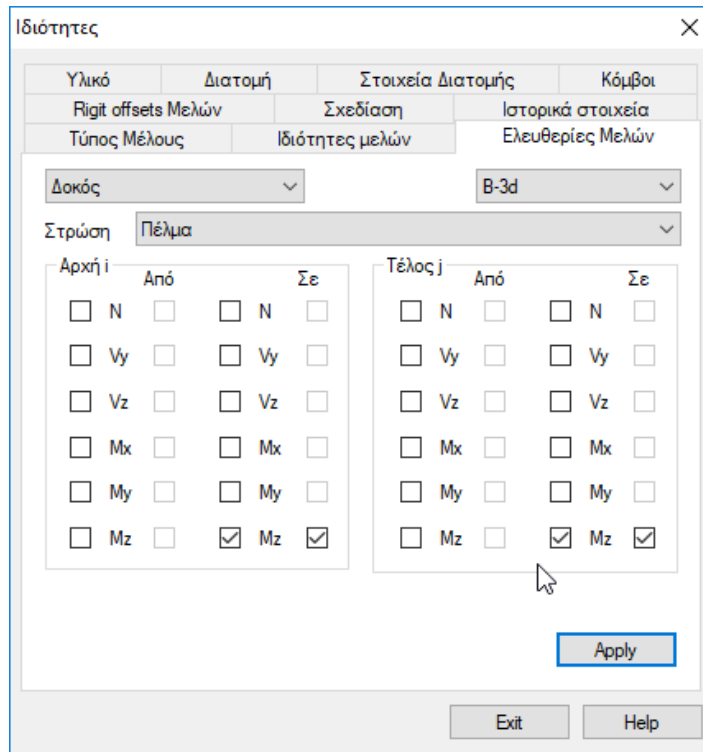 Ιδιότητες
Υλικό Διατομή Στοιχεία Διατομής Κόμβοι
Rigit offsets Μελών Σχεδίαση Ιστορικά στοιχεία
Τύπος Μέλους Ιδιότητες μελών Ελευθερίες Μελών
Δοκός B-3d
Στρώση Πέλμα
Αρχή i Τέλος j
Από Σε Από Σε
N N N N
Vy Vy Vy Vy
Vz Vz Vz Vz
Mx Mx Mx Mx
My My My My
Mz Mz Mz Mz
Apply
Exit Help